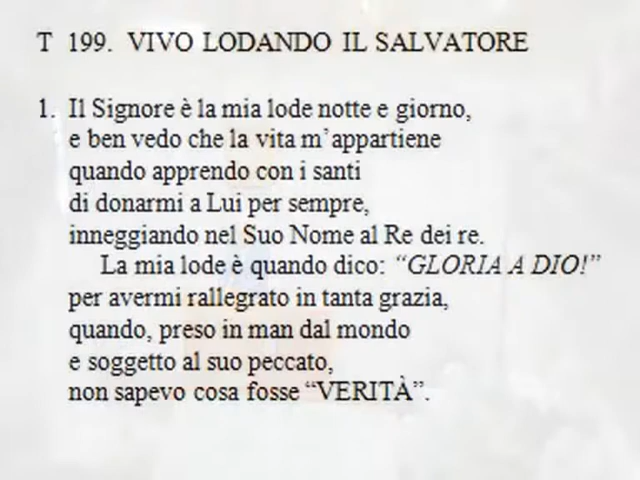 T 199. VIVO LODANDO IL SALVATORE
1. Il Signore è la mia lode notte e giorno,
e ben vedo che la vita m’appartiene
quando apprendo con i santi
di donarmi a Lui per sempre,
inneggiando nel Suo Nome al Re dei re.
La mia lode è quando dico: “GLORIA A DIO!”
per avermi rallegrato in tanta grazia,
quando, preso in man dal mondo
e soggetto al suo peccato,
non sapevo cosa fosse “VERITÀ”.